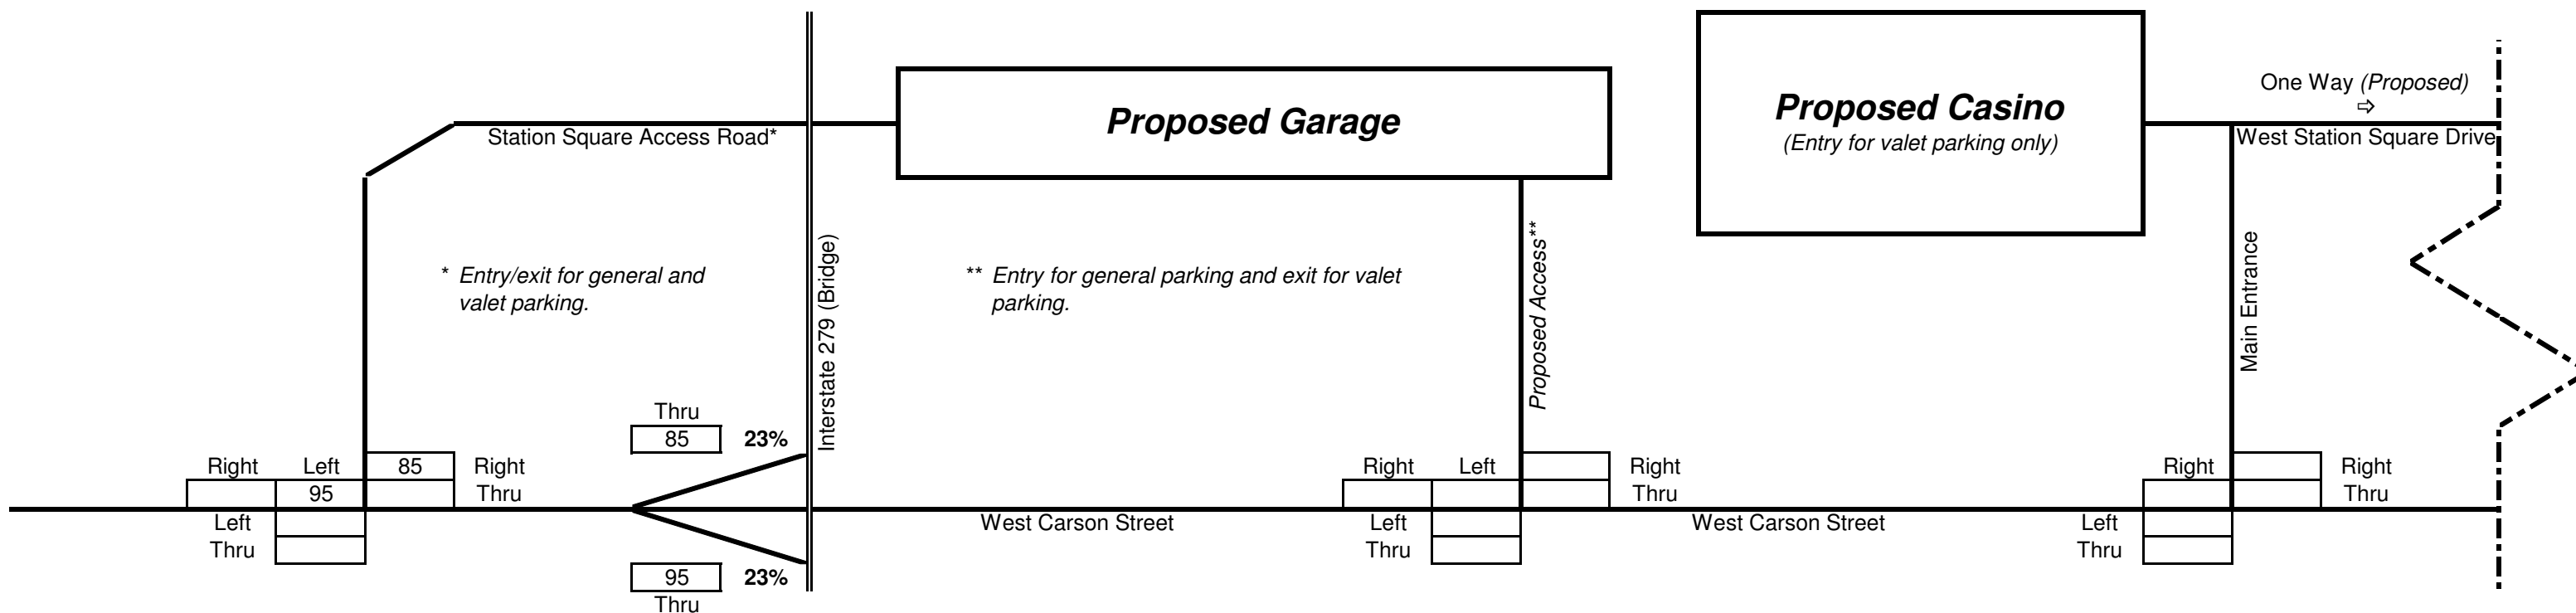 One Way (Proposed)
⇨
Proposed Garage
Proposed Casino
(Entry for valet parking only)
Station Square Access Road*
West Station Square Drive
Interstate 279 (Bridge)
Proposed Access**
Main Entrance
* Entry/exit for general and
valet parking.
** Entry for general parking and exit for valet
parking.
Thru
85 23%
Right Left 85 Right
95 Thru
Left
Thru
95 23%
Thru
West Carson Street
Right Left Right
Thru
Left
Thru
West Carson Street
Right Right
Thru
Left
Thru